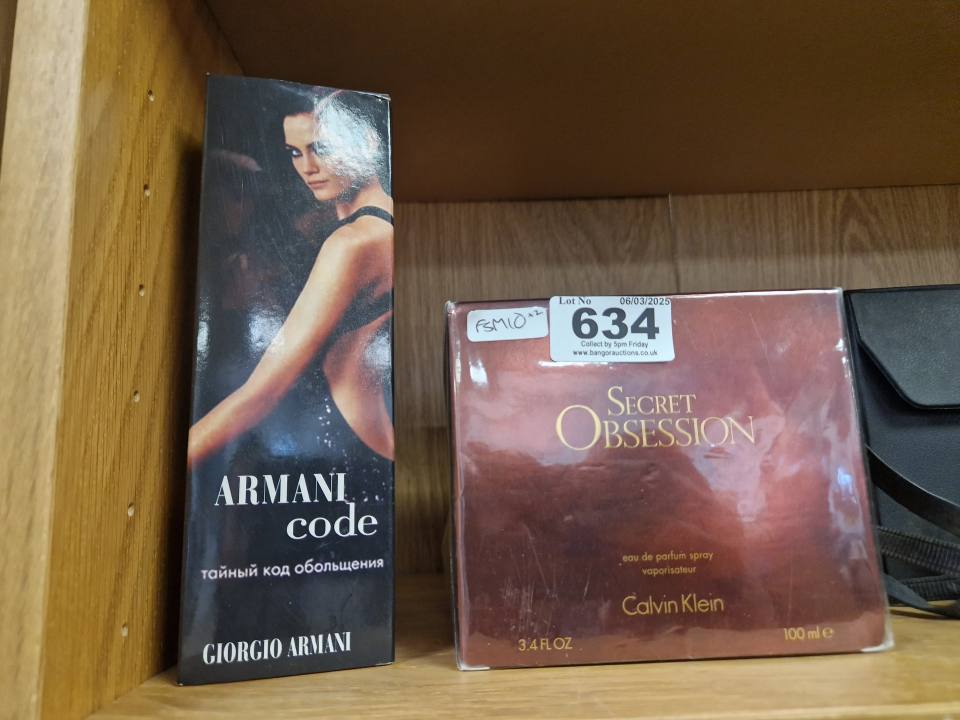 ARMANI
code
тайный код обольщения
GIORGIO ARMANI
FSM10 x2
Lot No 06/03/2025
634
Collect by 5pm Friday
www.bangorauctions.co.uk
SECRET
OBSESSION
eau de parfum spray
vaporisateur
Calvin Klein
3.4 FL OZ 100 ml e